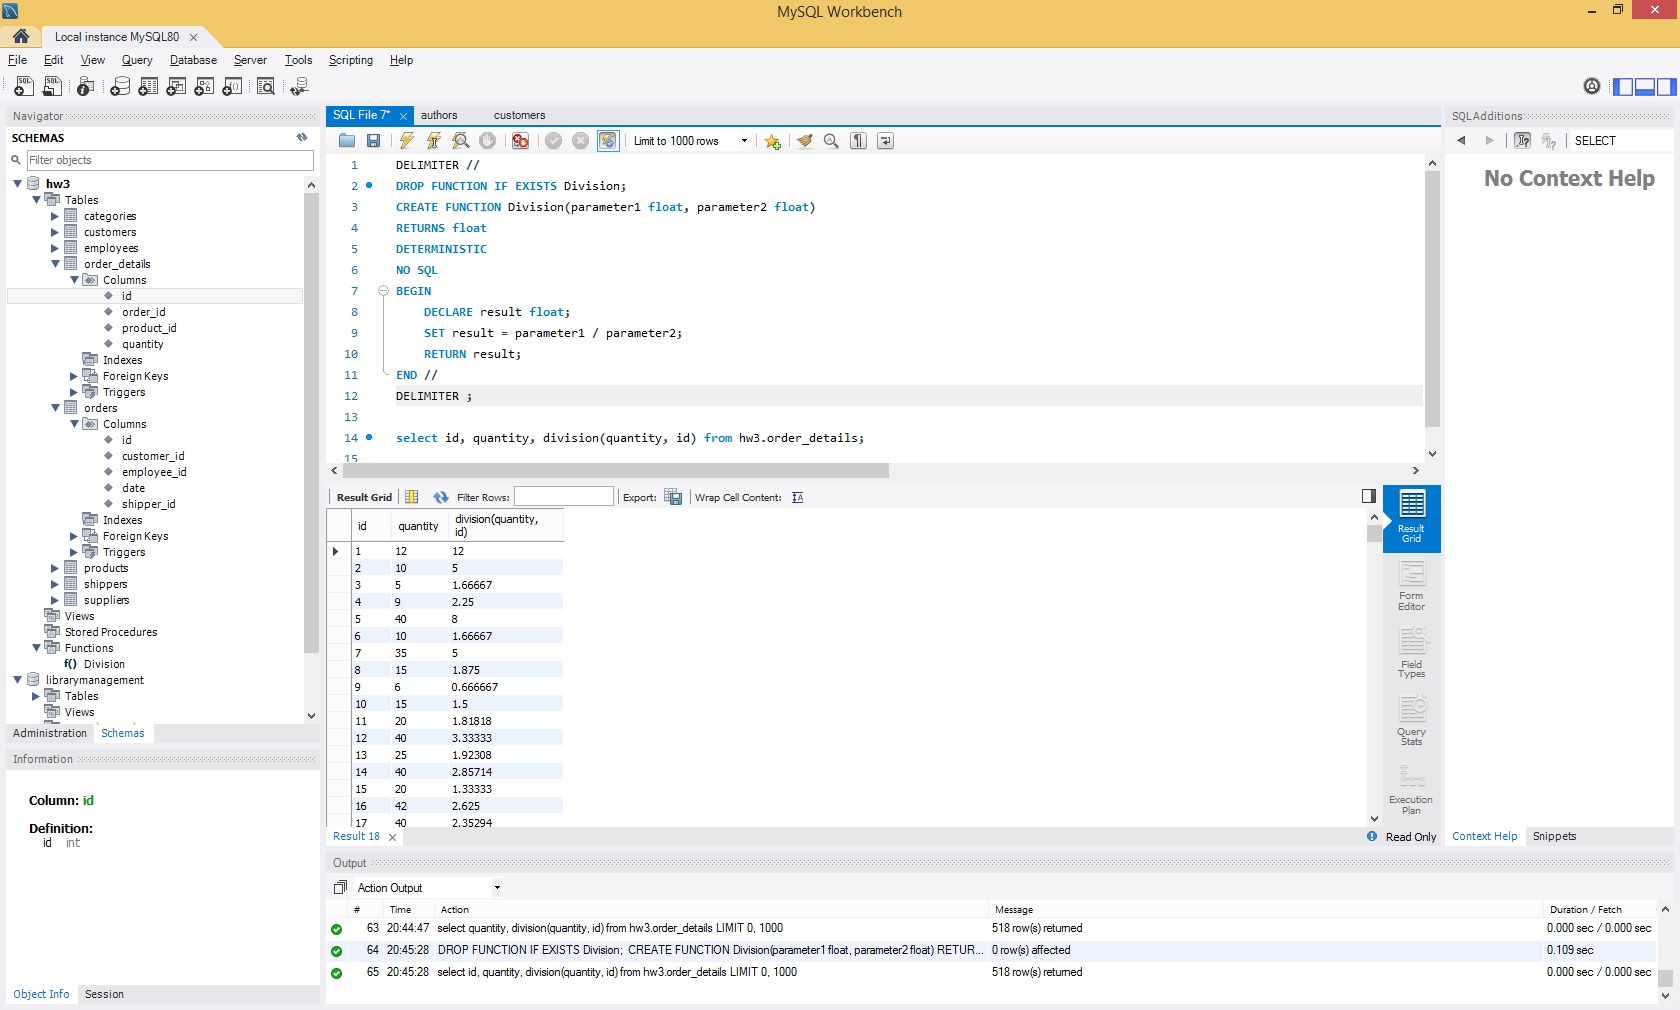 MySQL Workbench
Local instance MySQL80
File Edit View Query Database Server Tools Scripting Help
Navigator
SCHEMAS
Filter objects
hw3
Tables
categories
customers
employees
order_details
Columns
id
order_id
product_id
quantity
Indexes
Foreign Keys
Triggers
orders
Columns
id
customer_id
employee_id
date
shipper_id
Indexes
Foreign Keys
Triggers
products
shippers
suppliers
Views
Stored Procedures
Functions
f() Division
librarymanagement
Tables
Views
Administration Schemas
Information
Column: id
Definition:
id int
Object Info Session
SQL File 7* authors customers
Limit to 1000 rows
1 DELIMITER //
2 DROP FUNCTION IF EXISTS Division;
3 CREATE FUNCTION Division(parameter1 float, parameter2 float)
4 RETURNS float
5 DETERMINISTIC
6 NO SQL
7 BEGIN
8 DECLARE result float;
9 SET result = parameter1 / parameter2;
10 RETURN result;
11 END //
12 DELIMITER ;
13
14 select id, quantity, division(quantity, id) from hw3.order_details;
15
Result Grid Filter Rows: Export: Wrap Cell Content:
id quantity division(quantity, id)
1 12 12
2 10 5
3 5 1.66667
4 9 2.25
5 40 8
6 10 1.66667
7 35 5
8 15 1.875
9 6 0.666667
10 15 1.5
11 20 1.81818
12 40 3.33333
13 25 1.92308
14 40 2.85714
15 20 1.33333
16 42 2.625
17 40 2.35294
Result Grid
Form Editor
Field Types
Query Stats
Execution Plan
Result 18 Read Only
SQLAdditions
SELECT
No Context Help
Context Help Snippets
Output
Action Output
# Time Action Message Duration / Fetch
63 20:44:47 select quantity, division(quantity, id) from hw3.order_details LIMIT 0, 1000 518 row(s) returned 0.000 sec / 0.000 sec
64 20:45:28 DROP FUNCTION IF EXISTS Division; CREATE FUNCTION Division(parameter1 float, parameter2 float) RETUR... 0 row(s) affected 0.109 sec
65 20:45:28 select id, quantity, division(quantity, id) from hw3.order_details LIMIT 0, 1000 518 row(s) returned 0.000 sec / 0.000 sec